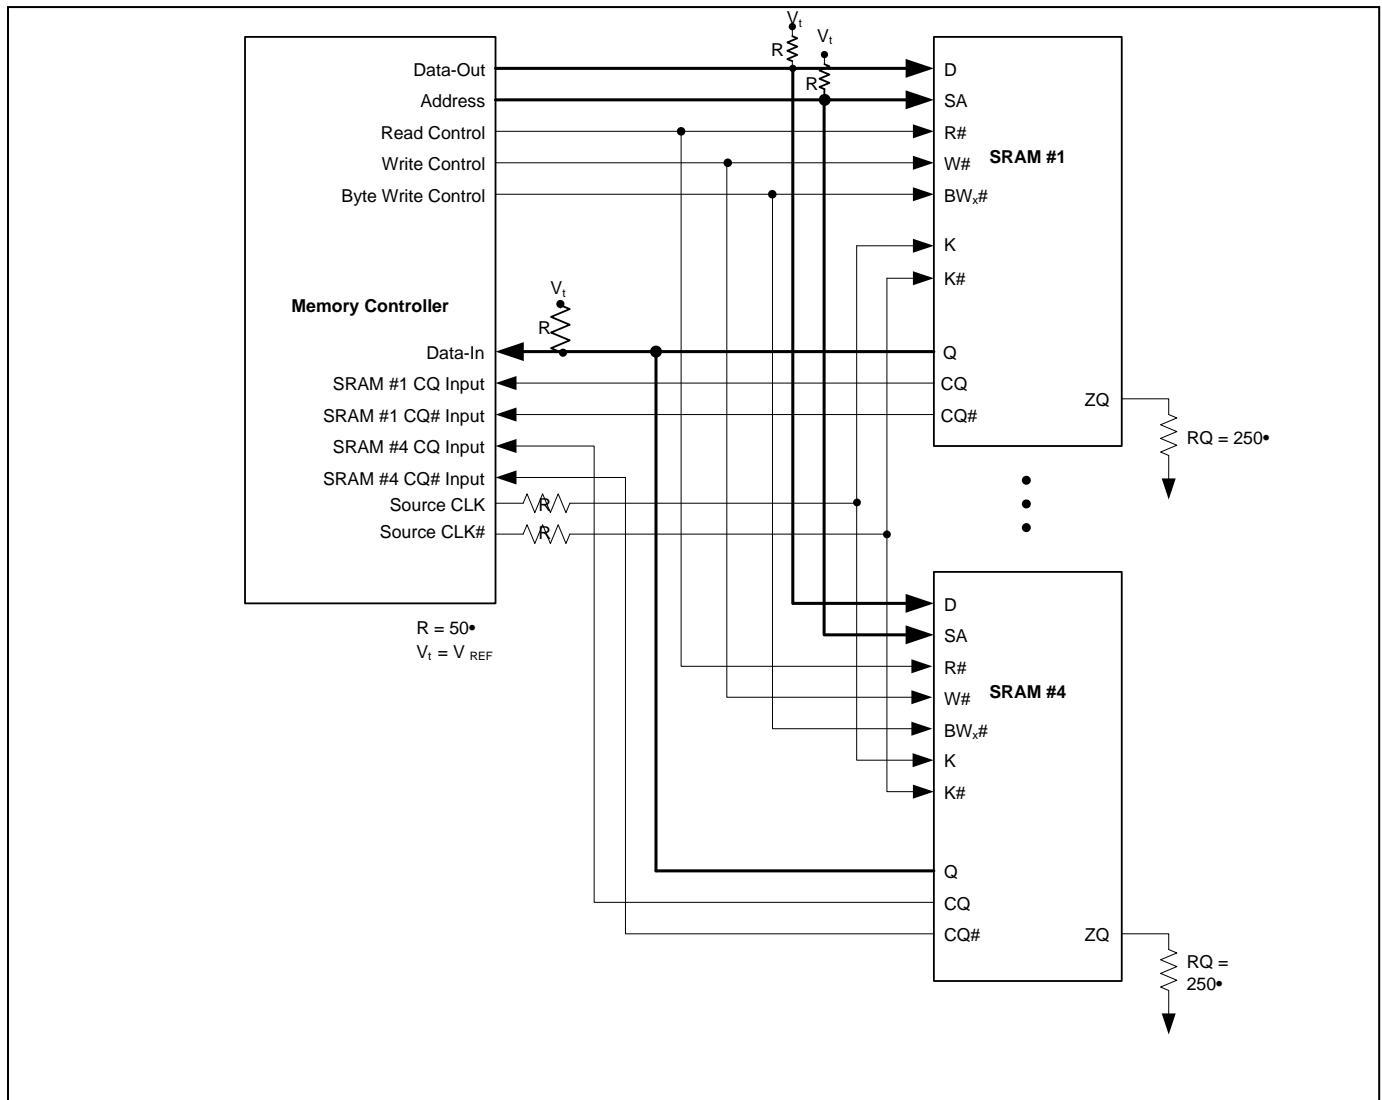 Vt
Vt
R
R
Data-Out
Address
Read Control
Write Control
Byte Write Control
Memory Controller
Vt
R
Data-In
SRAM #1 CQ Input
SRAM #1 CQ# Input
SRAM #4 CQ Input
SRAM #4 CQ# Input
Source CLK
R
Source CLK#
R
R = 50•
Vt = V REF
D
SA
R#
SRAM #1
W#
BWx#
K
K#
Q
CQ
ZQ
CQ#
RQ = 250•
D
SA
R#
SRAM #4
W#
BWx#
K
K#
Q
CQ
CQ#
ZQ
RQ =
250•